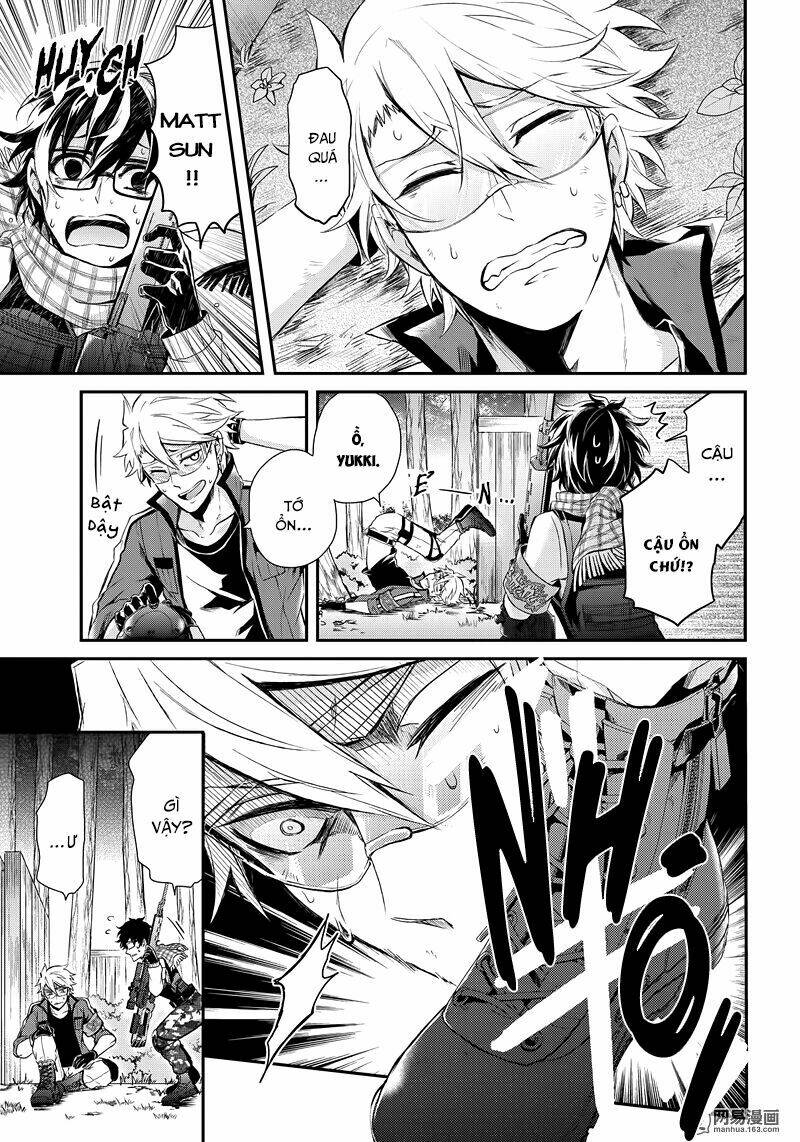 ĐAU
QUÁ
...
HUỴCH
MATT
SUN
!!
CẬU
...
CẬU ỔN
CHỨ!?
É N...
Ồ,
YUKKI.
TỚ
ỔN...
Bật
Dậy
NHÓI
GÌ
VẬY?
...Ư
网易漫画
manhua.163.com